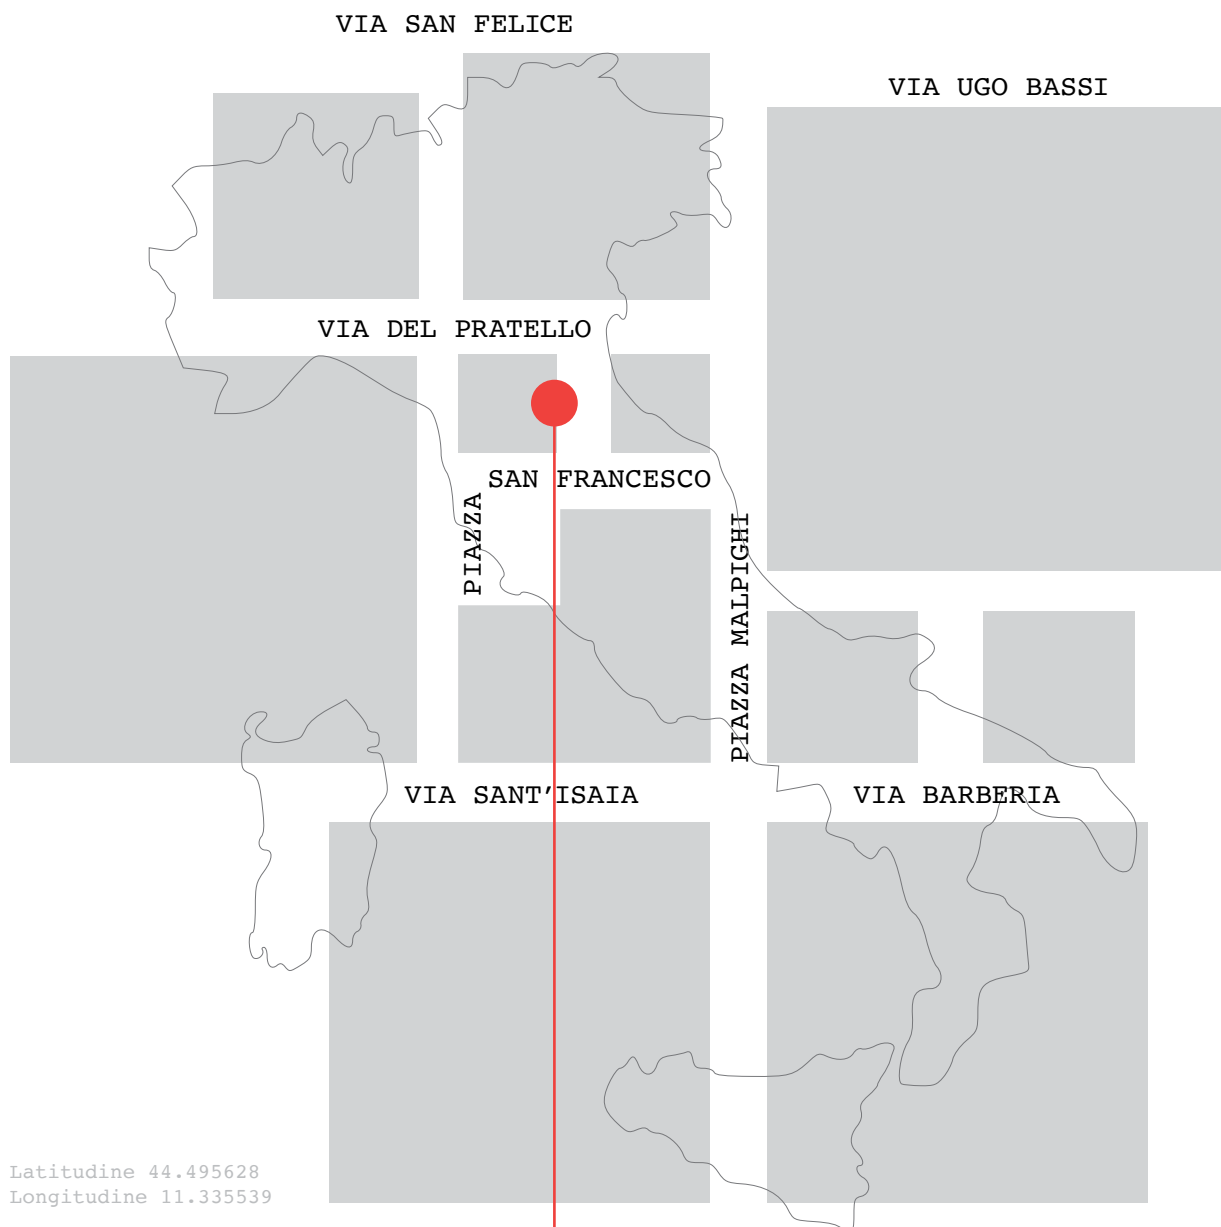 VIA SAN FELICE
VIA UGO BASSI
VIA DEL PRATELLO
SAN FRANCESCO
PIAZZA
PIAZZA MALPIGHI
VIA SANT'ISAIA
VIA BARBERIA
Latitudine 44.495628
Longitudine 11.335539